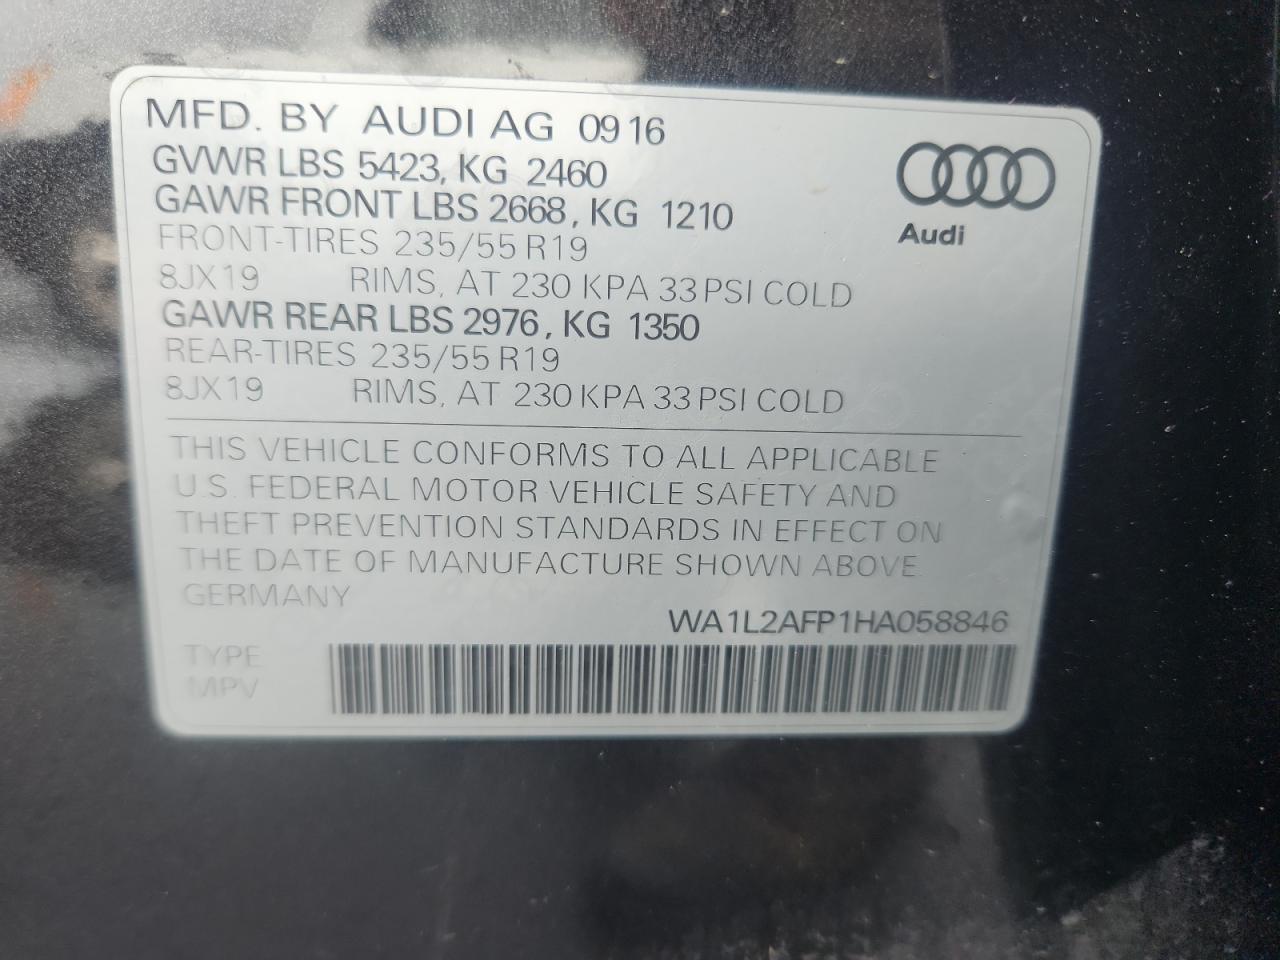 MFD. BY AUDI AG 09 16
GVWR LBS 5423, KG 2460
GAWR FRONT LBS 2668, KG 1210
FRONT-TIRES 235/55 R19
8JX19 RIMS, AT 230 KPA 33 PSI COLD
GAWR REAR LBS 2976, KG 1350
REAR-TIRES 235/55 R19
8JX19 RIMS, AT 230 KPA 33 PSI COLD
Audi
THIS VEHICLE CONFORMS TO ALL APPLICABLE
U.S. FEDERAL MOTOR VEHICLE SAFETY AND
THEFT PREVENTION STANDARDS IN EFFECT ON
THE DATE OF MANUFACTURE SHOWN ABOVE.
GERMANY
WA1L2AFP1HA058846
TYPE
MPV